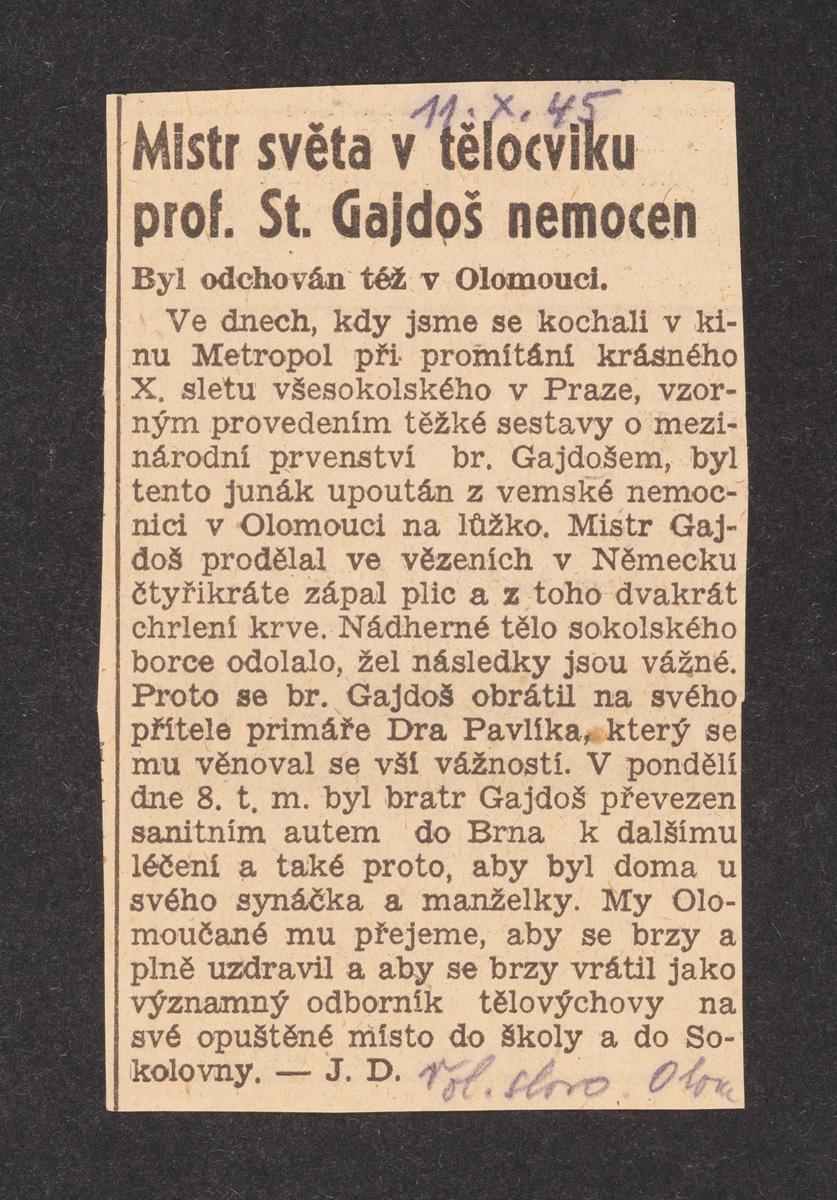 11. X. 45
Mistr světa v tělocviku
prof. St. Gajdoš nemocen
Byl odchován též v Olomouci.
Ve dnech, kdy jsme se kochali v ki-
nu Metropol při promítání krásného
X. sletu všesokolského v Praze, vzor-
ným provedením těžké sestavy o mezi-
národní prvenství br. Gajdošem, byl
tento junák upoután z vemské nemoc-
nici v Olomouci na lůžko. Mistr Gaj-
doš prodělal ve vězeních v Německu
čtyřikráte zápal plic a z toho dvakrát
chrlení krve. Nádherné tělo sokolského
borce odolalo, žel následky jsou vážné.
Proto se br. Gajdoš obrátil na svého
přítele primáře Dra Pavlíka, který se
mu věnoval se vší vážností. V pondělí
dne 8. t. m. byl bratr Gajdoš převezen
sanitním autem do Brna k dalšímu
léčení a také proto, aby byl doma u
svého synáčka a manželky. My Olo-
moučané mu přejeme, aby se brzy a
plně uzdravil a aby se brzy vrátil jako
významný odborník tělovýchovy na
své opuštěné místo do školy a do So-
kolovny. — J. D.
Vol. slovo Olom